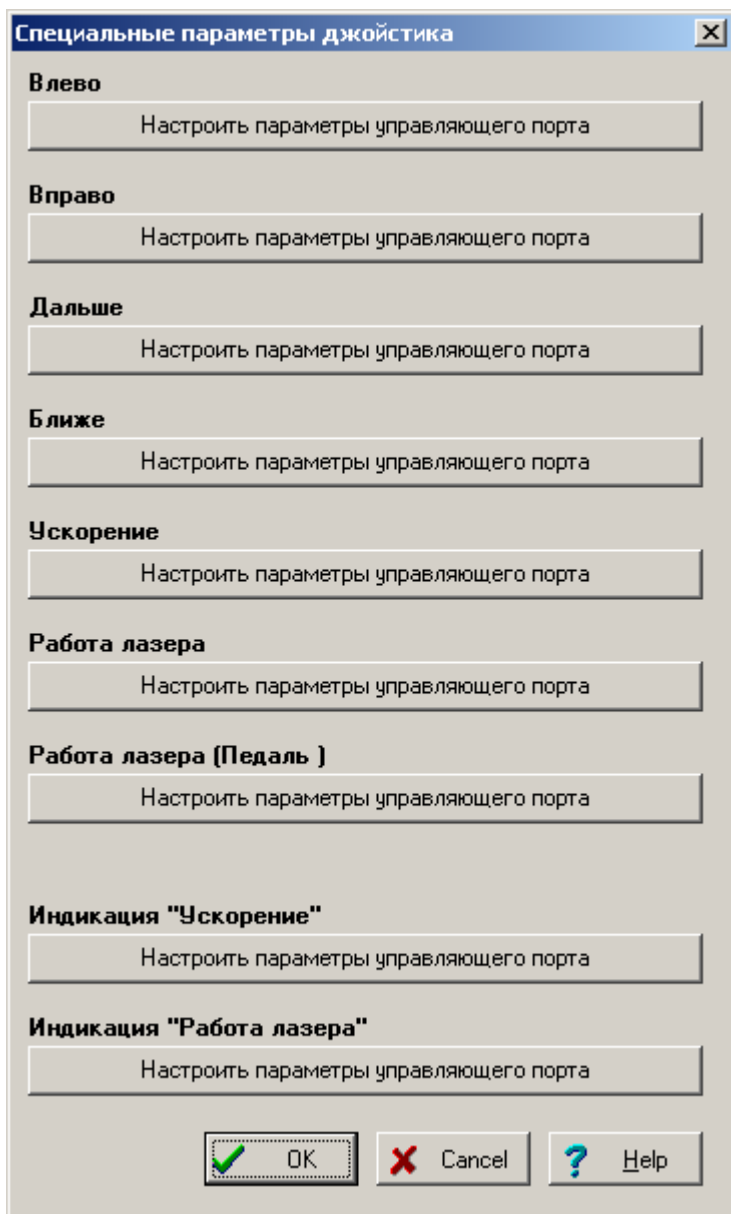 Специальные параметры джойстика
Влево
Настроить параметры управляющего порта
Вправо
Настроить параметры управляющего порта
Дальше
Настроить параметры управляющего порта
Ближе
Настроить параметры управляющего порта
Ускорение
Настроить параметры управляющего порта
Работа лазера
Настроить параметры управляющего порта
Работа лазера (Педаль )
Настроить параметры управляющего порта
Индикация "Ускорение"
Настроить параметры управляющего порта
Индикация "Работа лазера"
Настроить параметры управляющего порта
OK Cancel ? Help